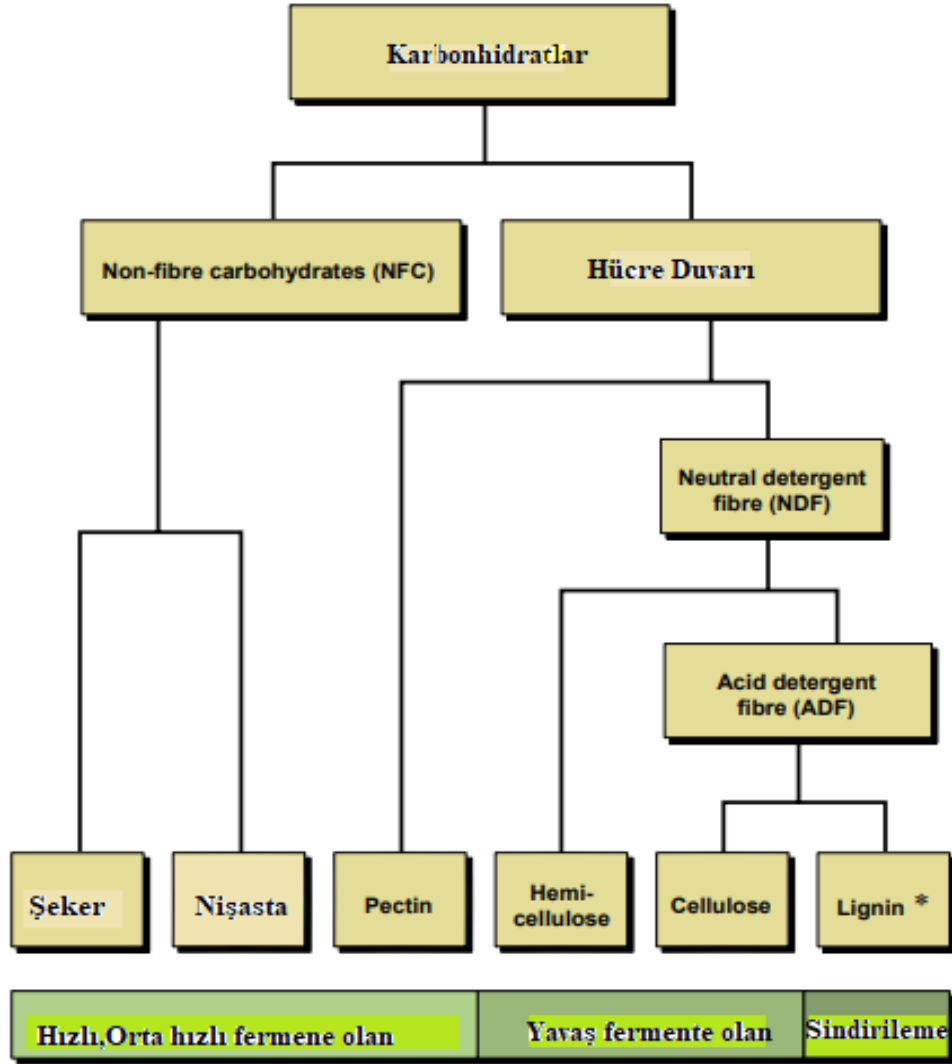 Karbonhidratlar
Non-fibre carbohydrates (NFC)
Hücre Duvarı
Neutral detergent
fibre (NDF)
Acid detergent
fibre (ADF)
Şeker
Nişasta
Pectin
Hemi-
cellulose
Cellulose
Lignin *
Hızlı,Orta hızlı fermene olan
Yavaş fermente olan
Sindirileme